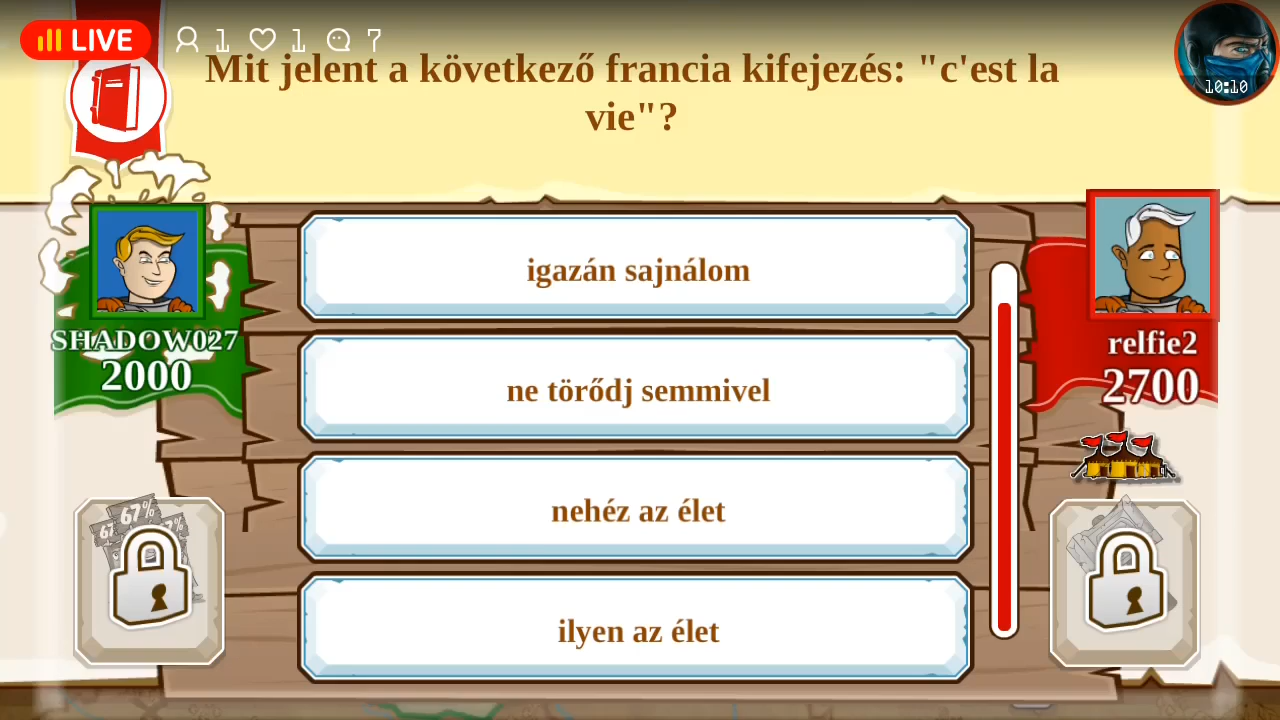 LIVE 1 1 7
Mit jelent a következő francia kifejezés: "c'est la
vie"?
10:10
igazán sajnálom
ne törődj semmivel
nehéz az élet
ilyen az élet
SHADOW027
2000
relfie2
2700
67%